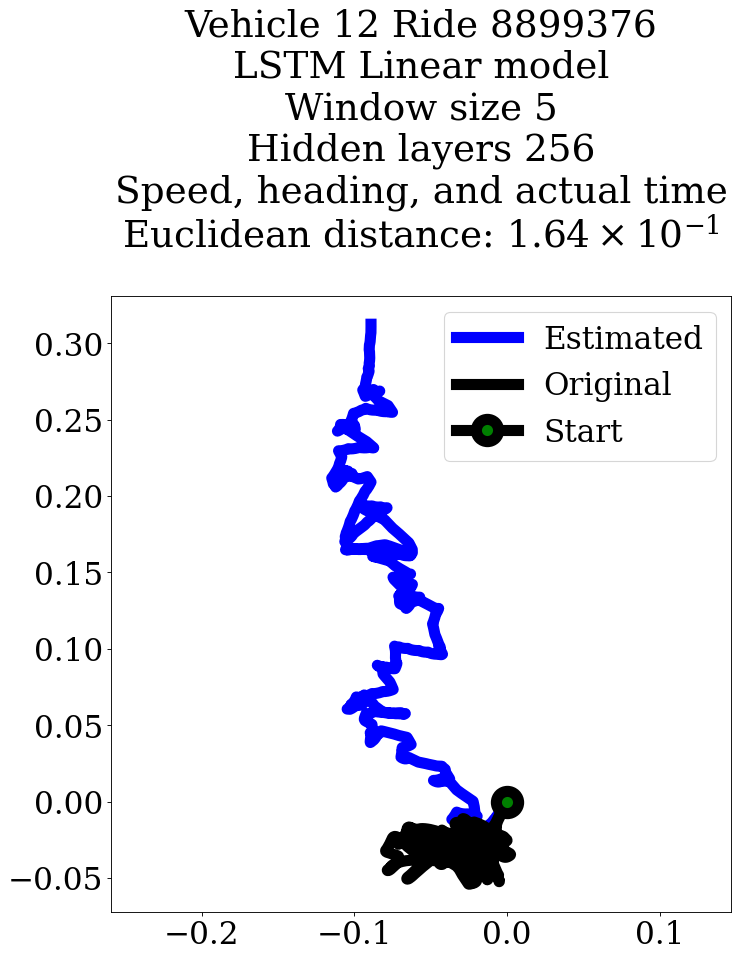 Vehicle 12 Ride 8899376
LSTM Linear model
Window size 5
Hidden layers 256
Speed, heading, and actual time
Euclidean distance: 1.64 × 10⁻¹
Estimated
Original
Start
0.30
0.25
0.20
0.15
0.10
0.05
0.00
−0.05
−0.2 −0.1 0.0 0.1